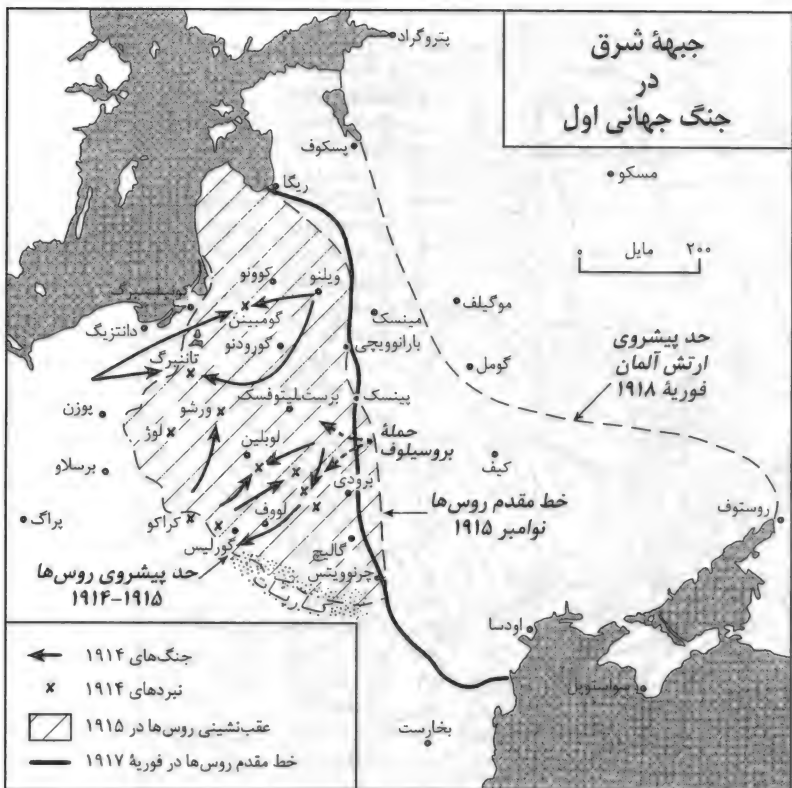 جبههٔ شرق
در
جنگ جهانی اول
پتروگراد
پسکوف
مسکو
ریگا
۰ مایل ۲۰۰
کوونو
ویلنو
گومبینن
مینسک
موگیلف
دانتزیگ
گورودنو
بارانوویچی
تاننبرگ
گومل
حد پیشروی
ارتش آلمان
فوریهٔ ۱۹۱۸
پوزن
ورشو
برست‌لیتوفسک
پینسک
لوژ
حملهٔ
بروسیلوف
لوبلین
برسلاو
کیف
برودی
خط مقدم روس‌ها
نوامبر ۱۹۱۵
پراگ
کراکو
لووف
روستوف
گورلیس
گالیچ
چرنوویتس
حد پیشروی روس‌ها
۱۹۱۴-۱۹۱۵
کارپات
اودسا
سواستوپل
بخارست
جنگ‌های ۱۹۱۴
نبردهای ۱۹۱۴
عقب‌نشینی روس‌ها در ۱۹۱۵
خط مقدم روس‌ها در فوریهٔ ۱۹۱۷